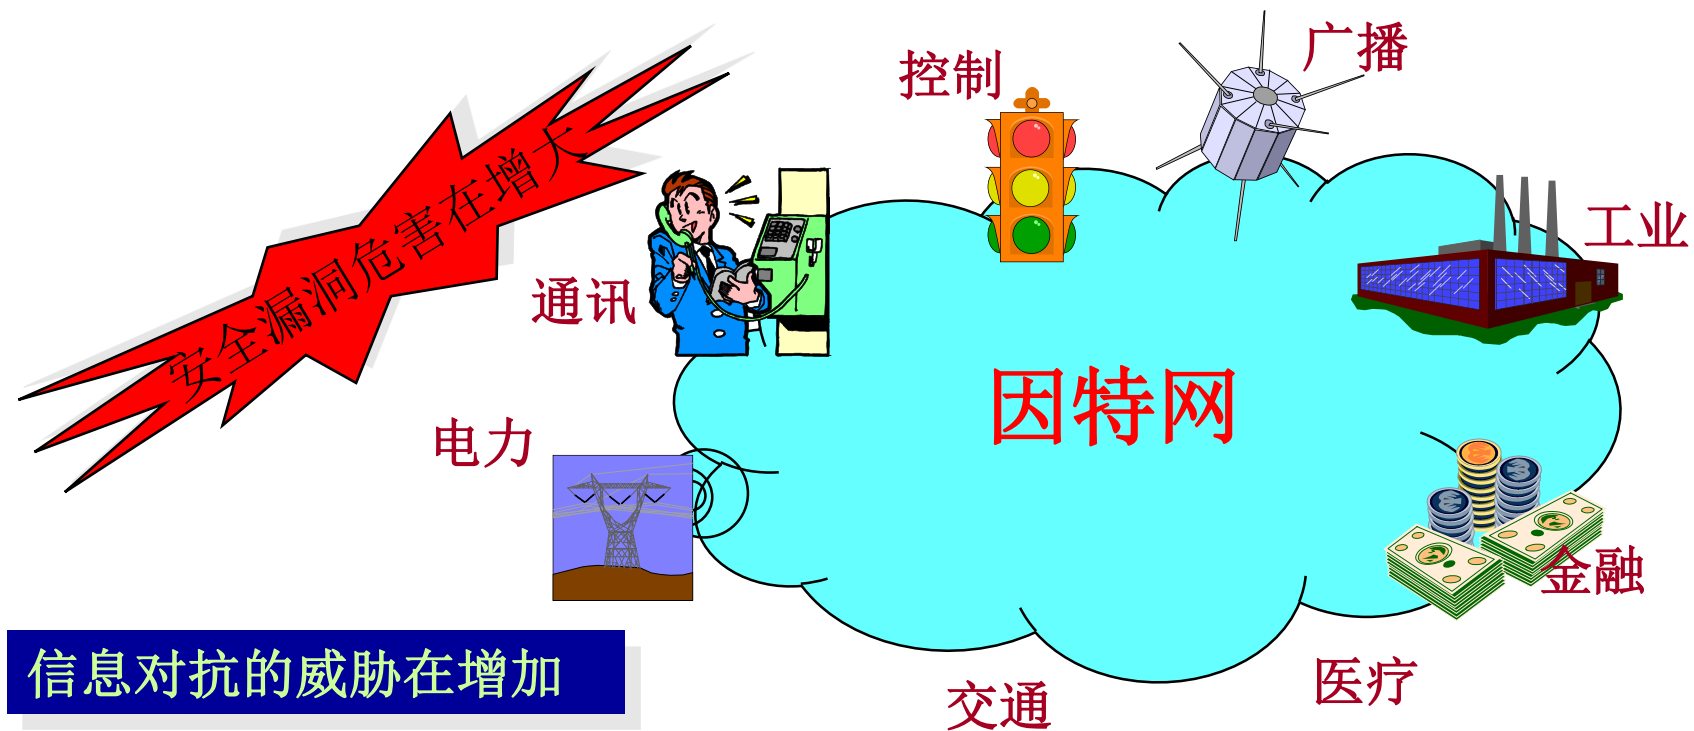 广播
控制
安全漏洞危害在增大
工业
通讯
因特网
电力
金融
信息对抗的威胁在增加
医疗
交通